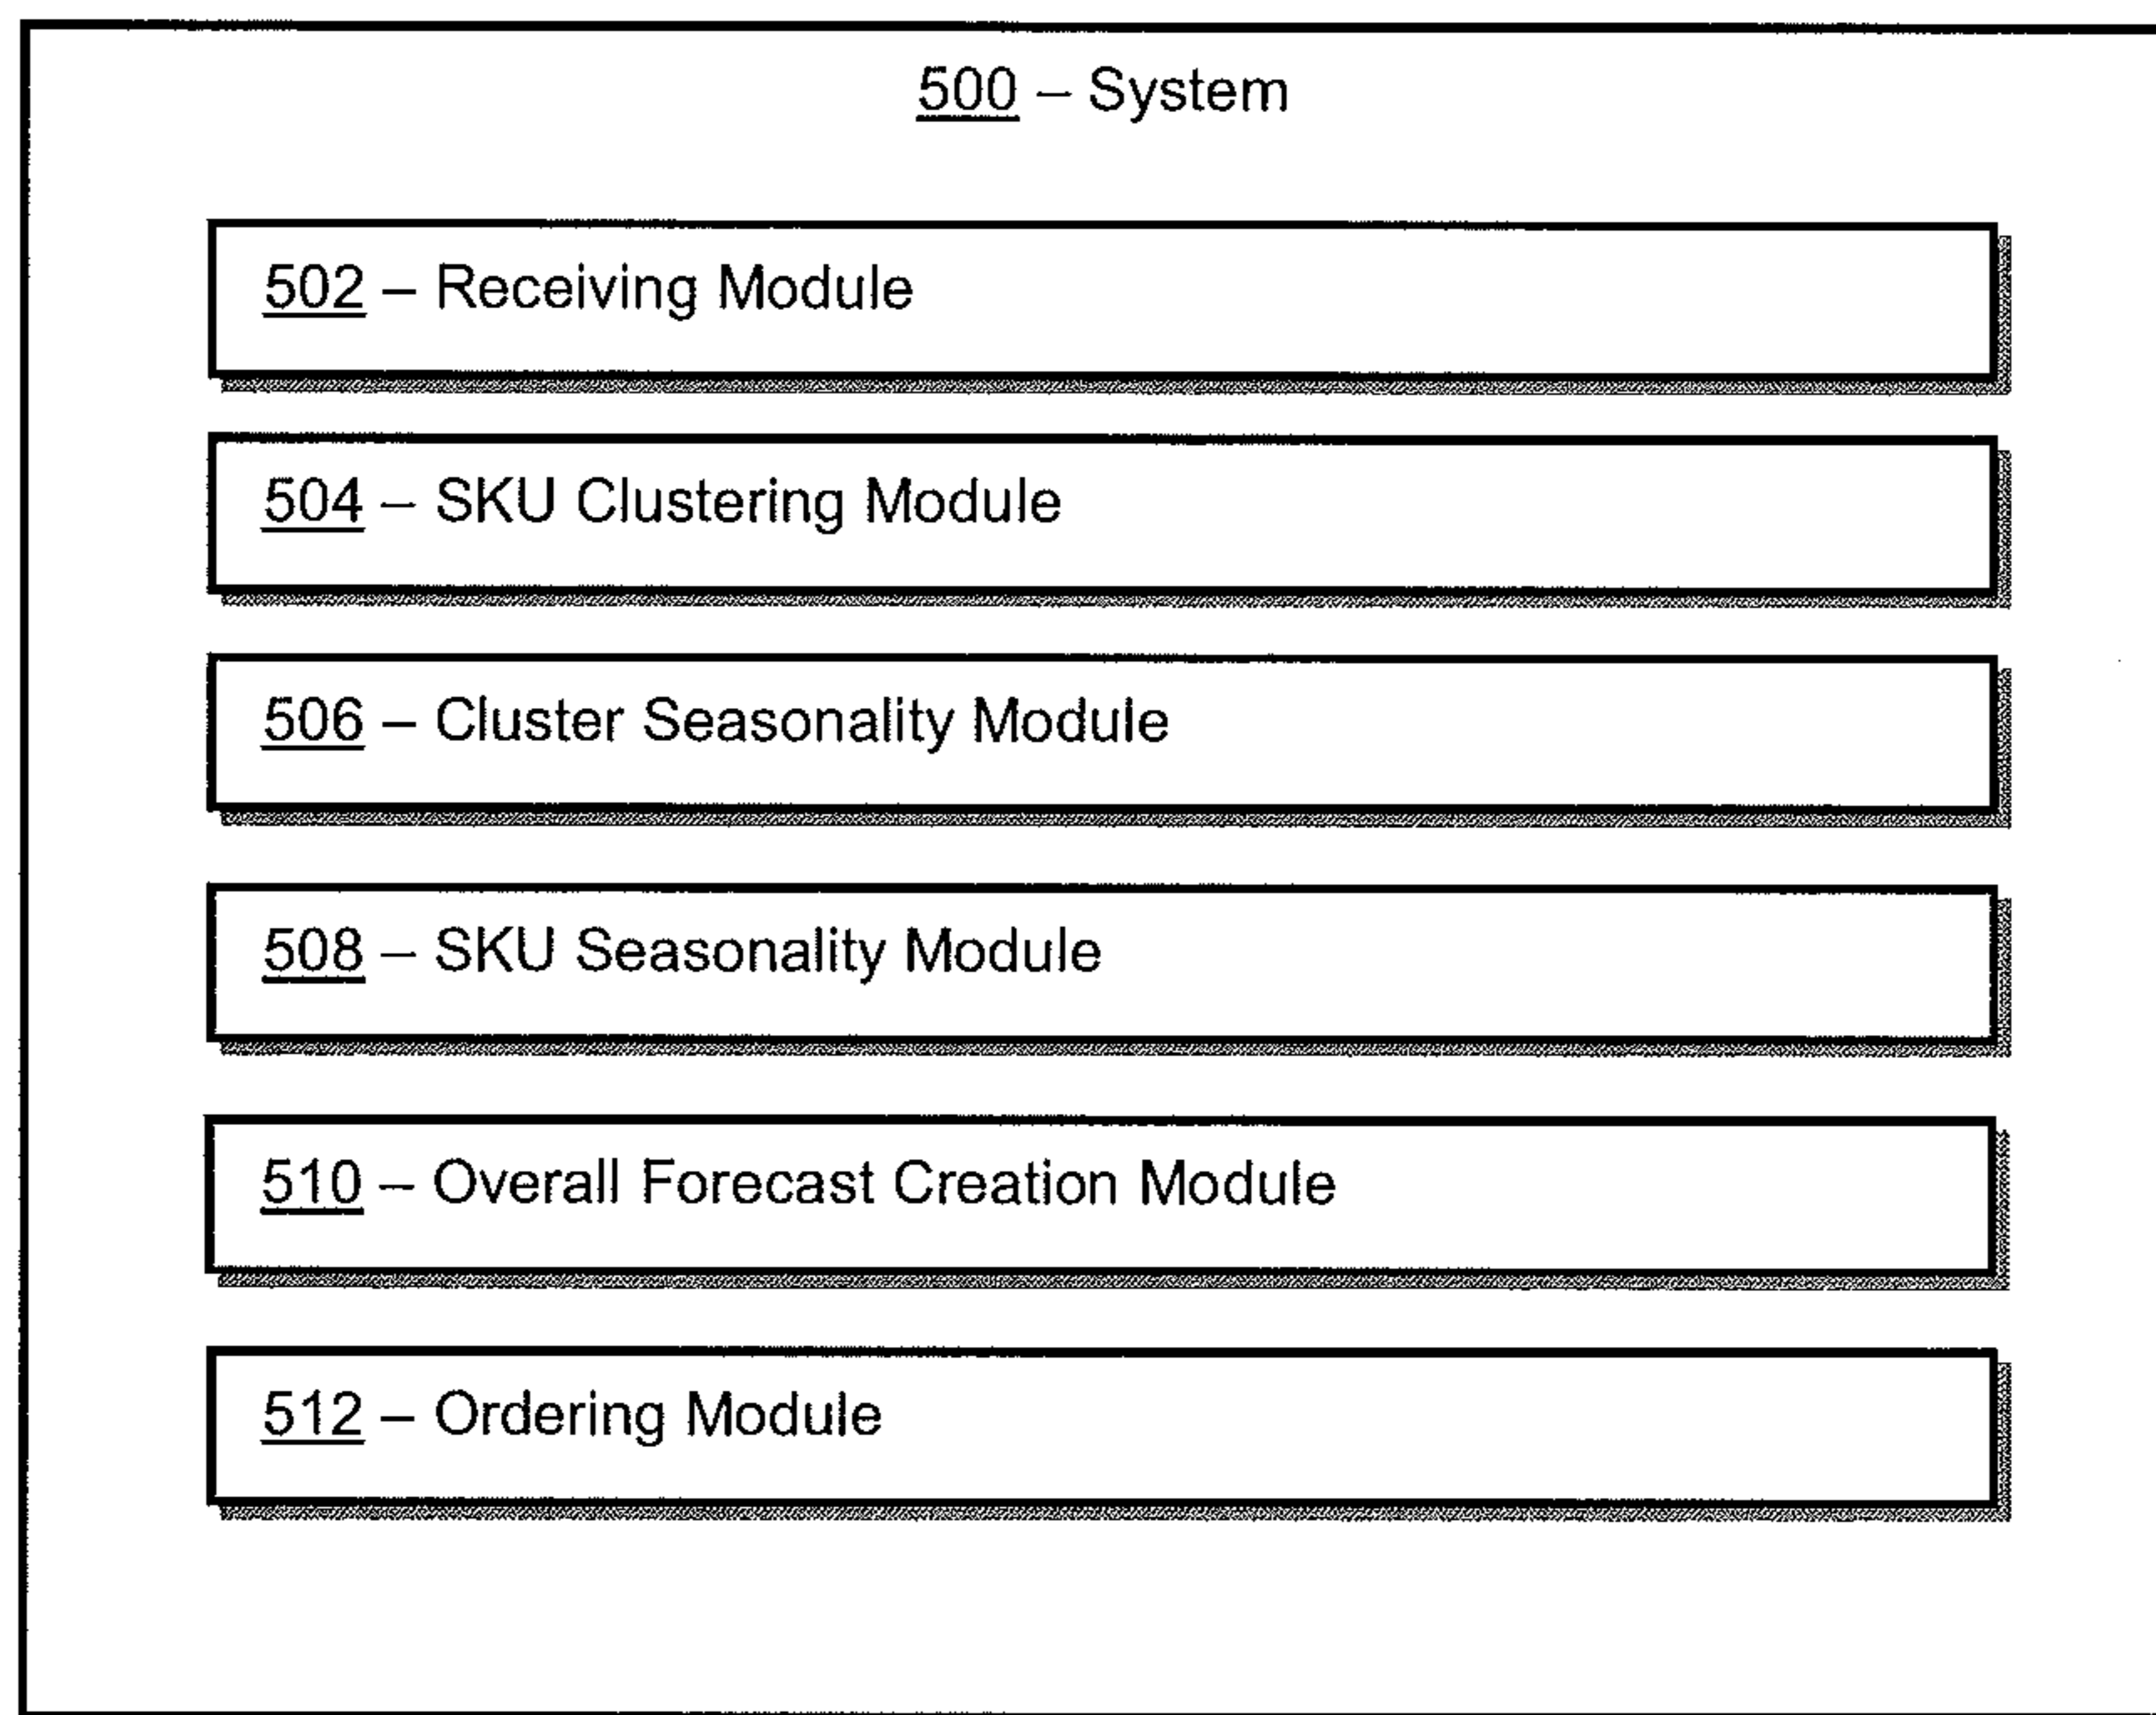 500 – System
502 – Receiving Module
504 – SKU Clustering Module
506 – Cluster Seasonality Module
508 – SKU Seasonality Module
510 – Overall Forecast Creation Module
512 – Ordering Module